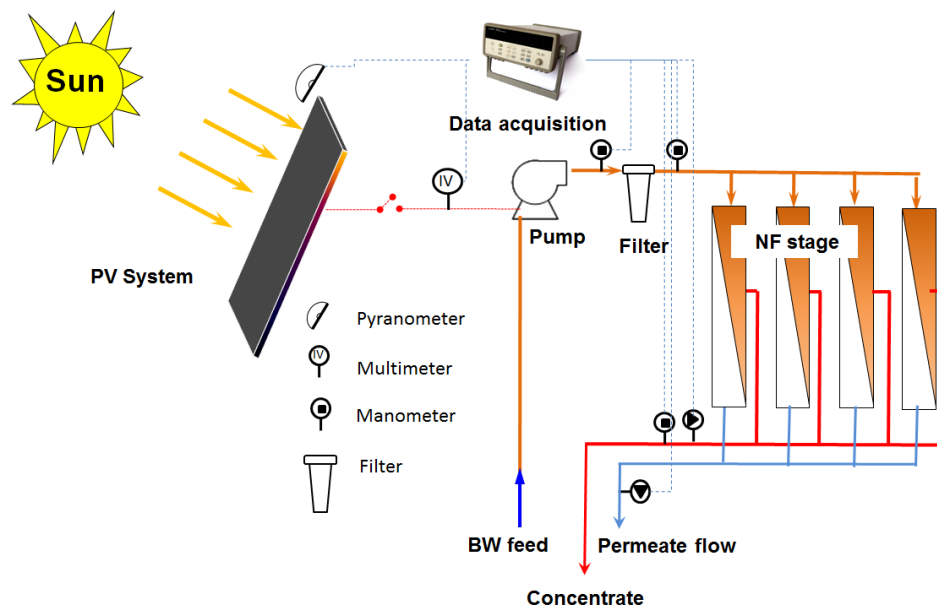 Sun
Data acquisition
IV
Pump
Filter
NF stage
PV System
Pyranometer
IV
Multimeter
Manometer
Filter
BW feed
Permeate flow
Concentrate